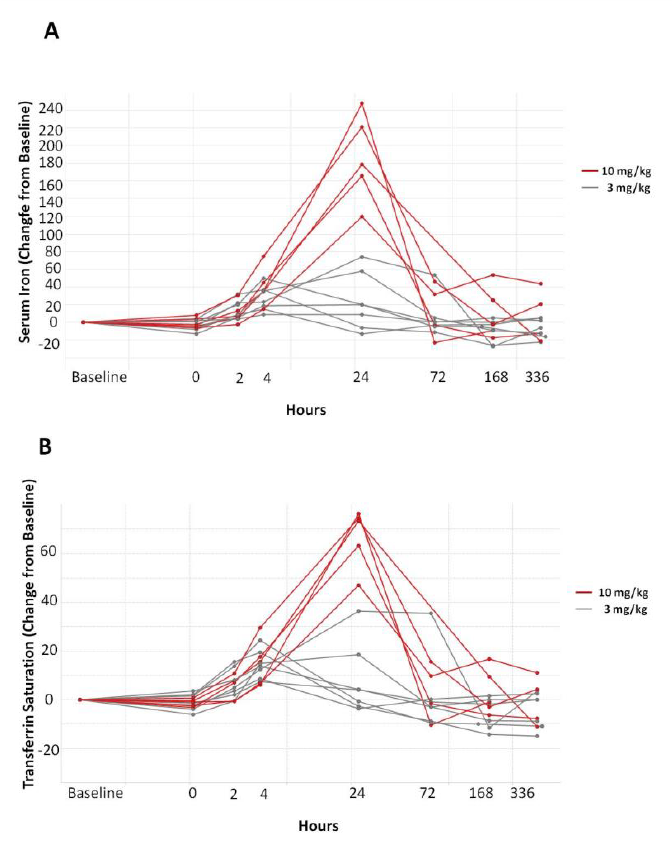 A
Serum Iron (Changfe from Baseline)
240
220
200
180
160
140
120
100
80
60
40
20
0
-20
10 mg/kg
3 mg/kg
Baseline 0 2 4 24 72 168 336
Hours
B
Transferrin Saturation (Change from Baseline)
60
40
20
0
-20
10 mg/kg
3 mg/kg
Baseline 0 2 4 24 72 168 336
Hours